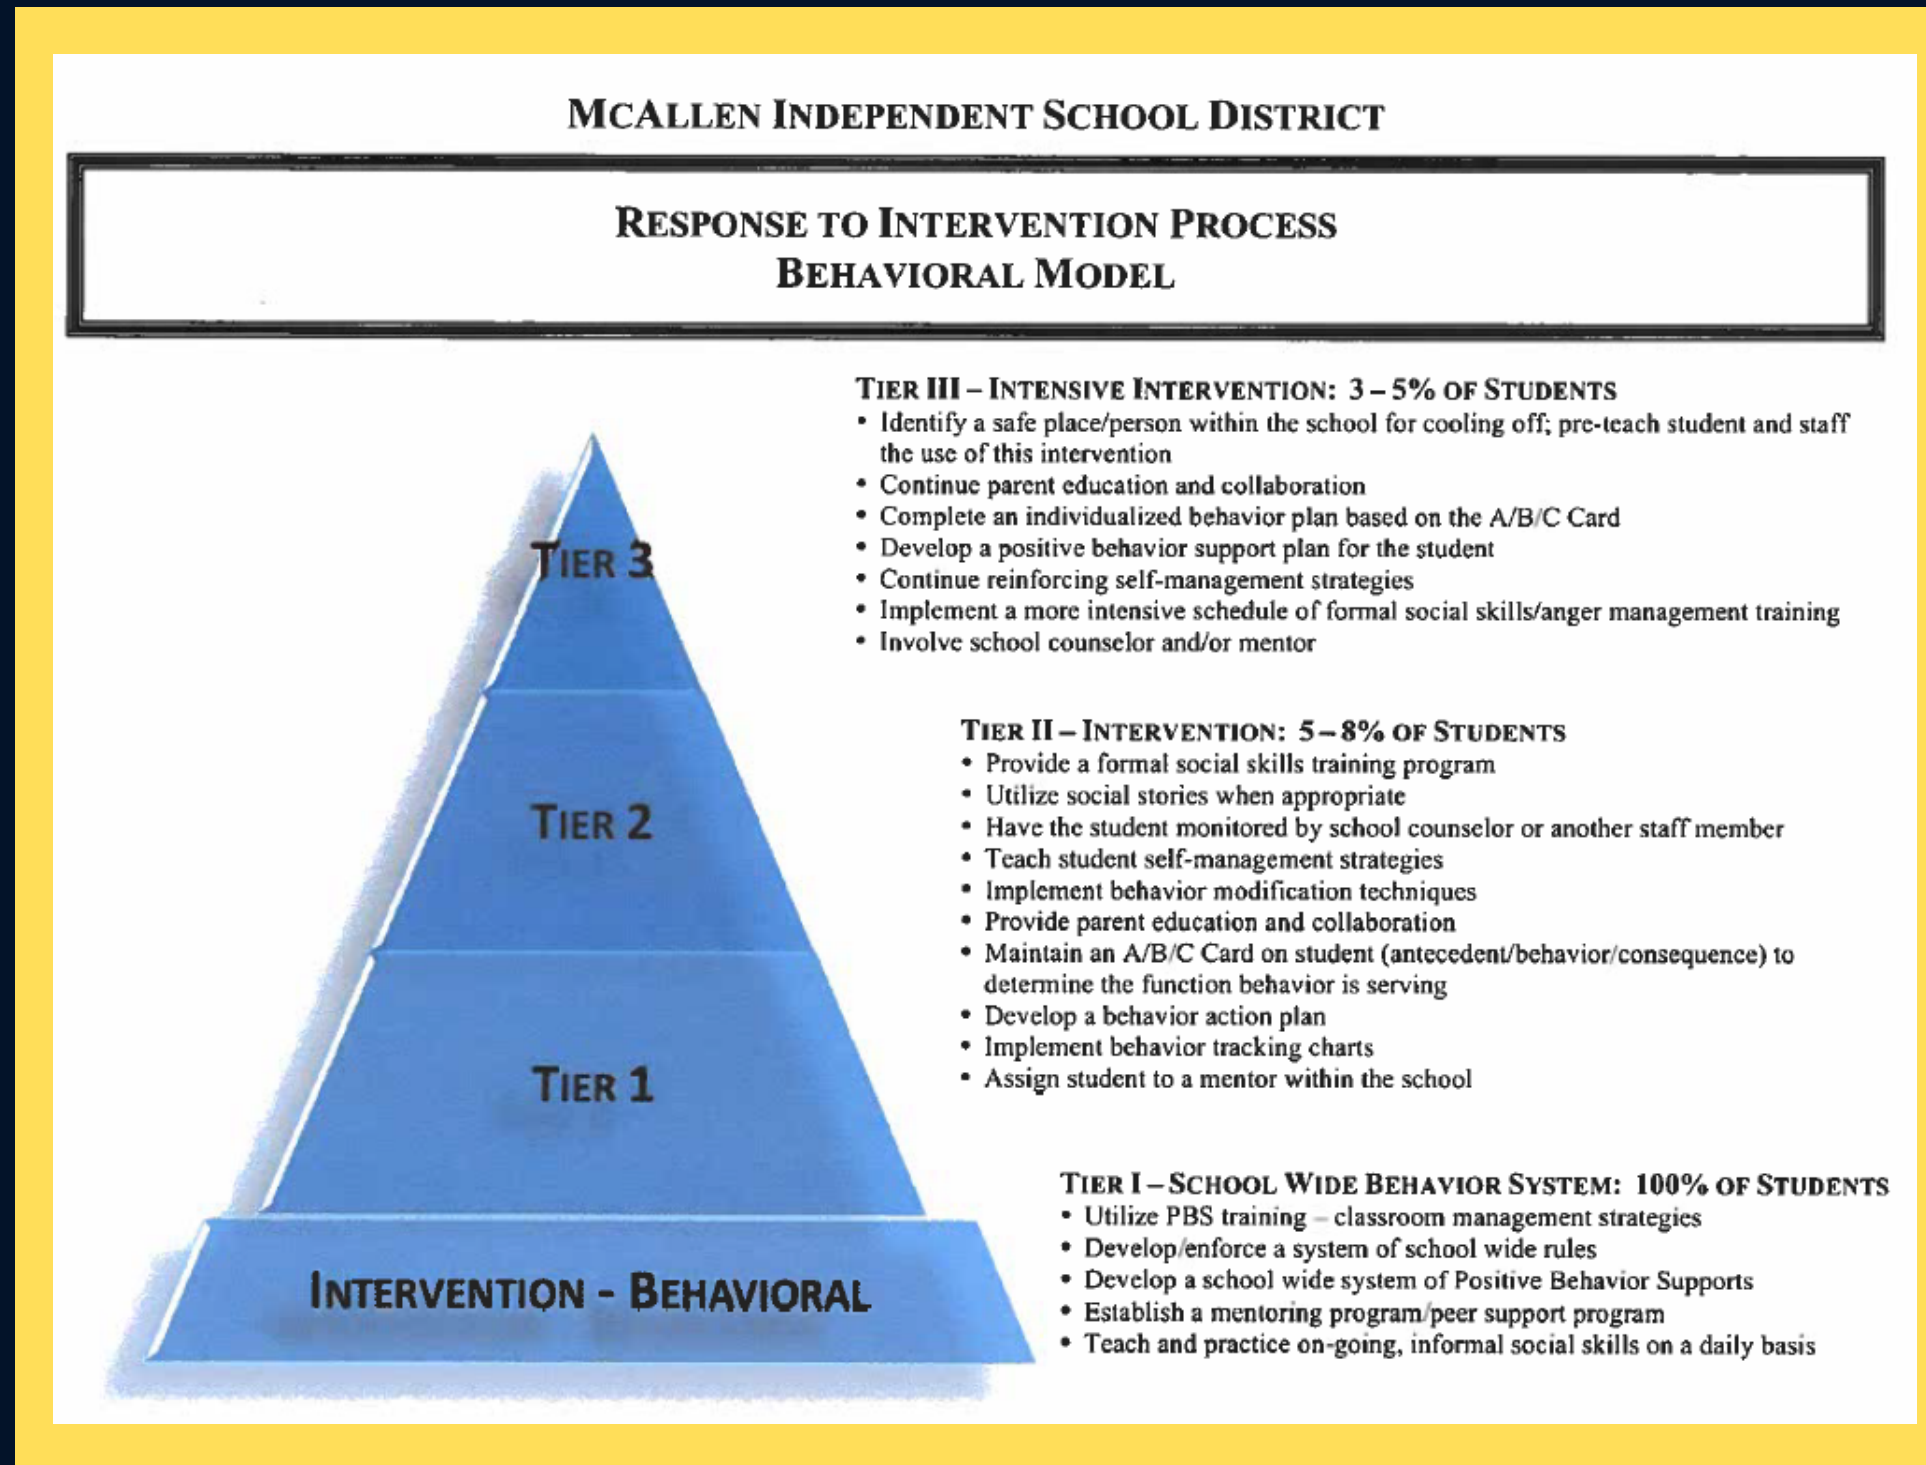 MCALLEN INDEPENDENT SCHOOL DISTRICT
RESPONSE TO INTERVENTION PROCESS
BEHAVIORAL MODEL
TIER III – INTENSIVE INTERVENTION: 3 – 5% OF STUDENTS
• Identify a safe place/person within the school for cooling off; pre-teach student and staff
the use of this intervention
• Continue parent education and collaboration
• Complete an individualized behavior plan based on the A/B/C Card
• Develop a positive behavior support plan for the student
• Continue reinforcing self-management strategies
• Implement a more intensive schedule of formal social skills/anger management training
• Involve school counselor and/or mentor
TIER 3
TIER II – INTERVENTION: 5 – 8% OF STUDENTS
• Provide a formal social skills training program
• Utilize social stories when appropriate
• Have the student monitored by school counselor or another staff member
• Teach student self-management strategies
• Implement behavior modification techniques
• Provide parent education and collaboration
• Maintain an A/B/C Card on student (antecedent/behavior/consequence) to
determine the function behavior is serving
• Develop a behavior action plan
• Implement behavior tracking charts
• Assign student to a mentor within the school
TIER 2
TIER 1
TIER I – SCHOOL WIDE BEHAVIOR SYSTEM: 100% OF STUDENTS
• Utilize PBS training – classroom management strategies
• Develop/enforce a system of school wide rules
• Develop a school wide system of Positive Behavior Supports
• Establish a mentoring program/peer support program
• Teach and practice on-going, informal social skills on a daily basis
INTERVENTION - BEHAVIORAL